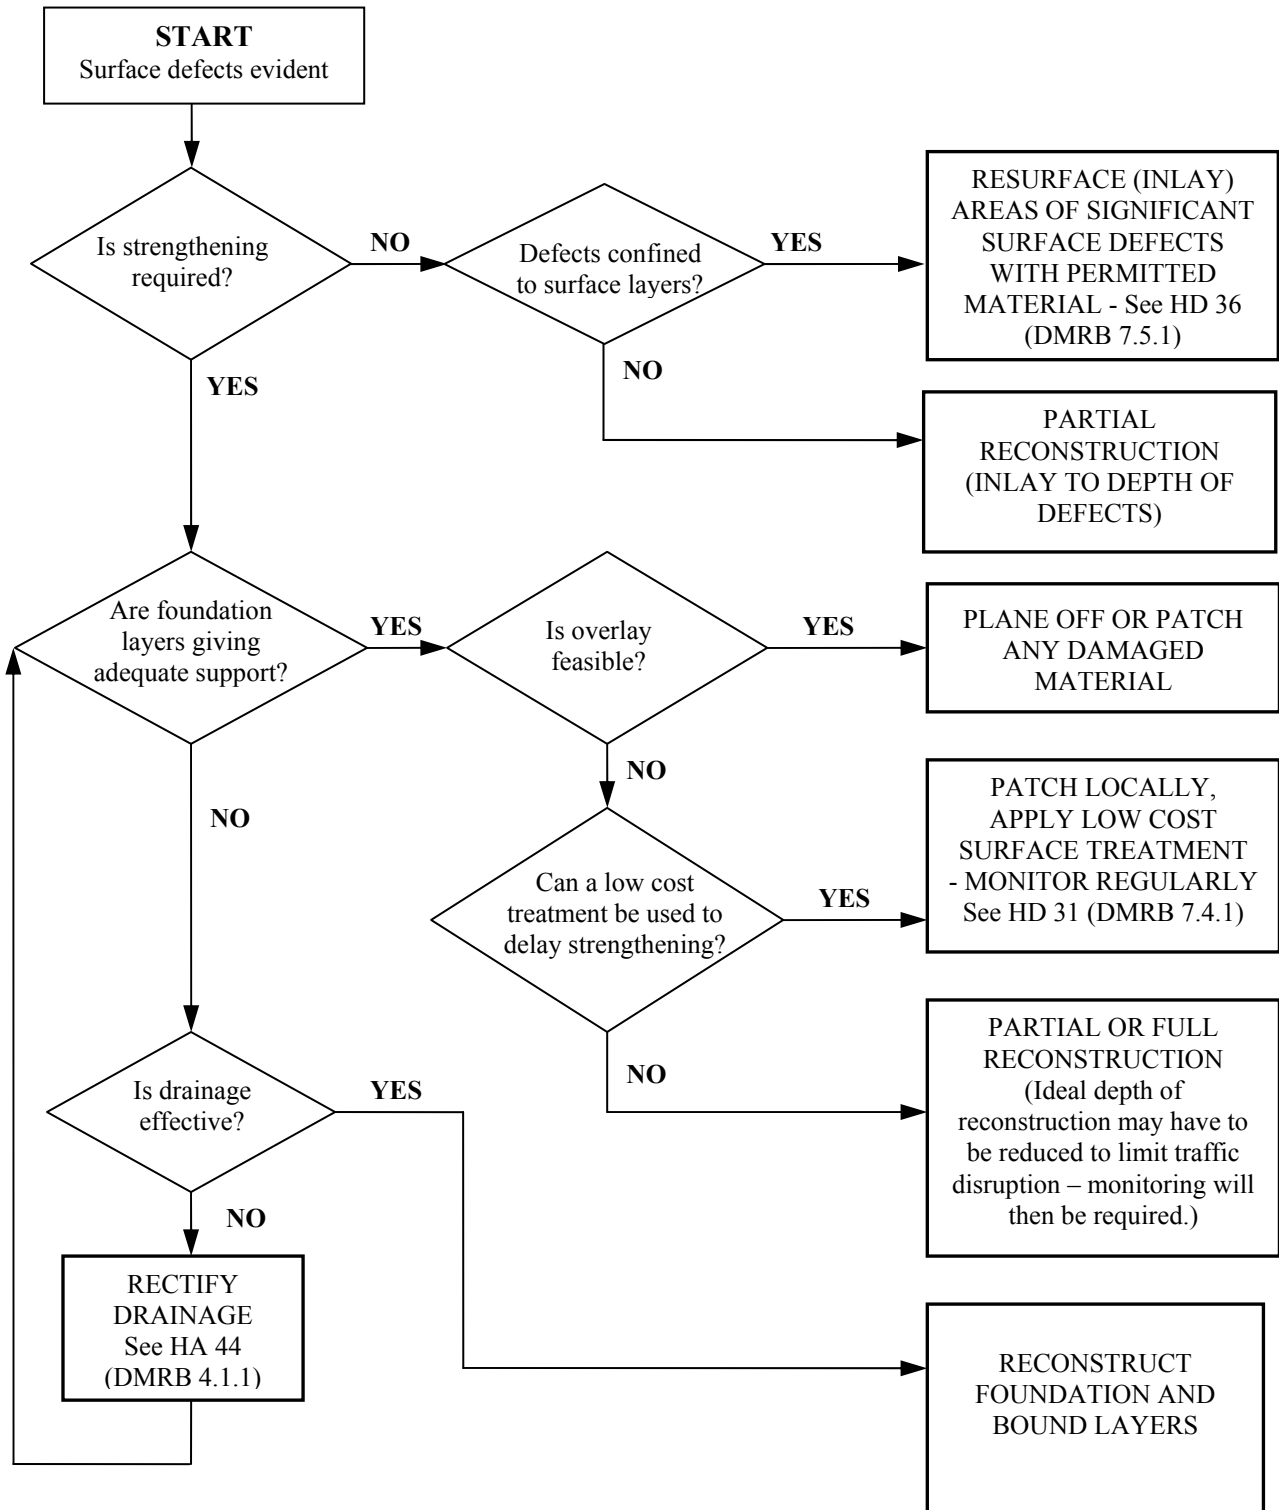 START
Surface defects evident
Is strengthening
required?
NO
Defects confined
to surface layers?
YES
RESURFACE (INLAY)
AREAS OF SIGNIFICANT
SURFACE DEFECTS
WITH PERMITTED
MATERIAL - See HD 36
(DMRB 7.5.1)
YES
NO
PARTIAL
RECONSTRUCTION
(INLAY TO DEPTH OF
DEFECTS)
Are foundation
layers giving
adequate support?
YES
Is overlay
feasible?
YES
PLANE OFF OR PATCH
ANY DAMAGED
MATERIAL
NO
NO
Can a low cost
treatment be used to
delay strengthening?
YES
PATCH LOCALLY,
APPLY LOW COST
SURFACE TREATMENT
- MONITOR REGULARLY
See HD 31 (DMRB 7.4.1)
NO
PARTIAL OR FULL
RECONSTRUCTION
(Ideal depth of
reconstruction may have to
be reduced to limit traffic
disruption – monitoring will
then be required.)
Is drainage
effective?
YES
NO
RECTIFY
DRAINAGE
See HA 44
(DMRB 4.1.1)
RECONSTRUCT
FOUNDATION AND
BOUND LAYERS